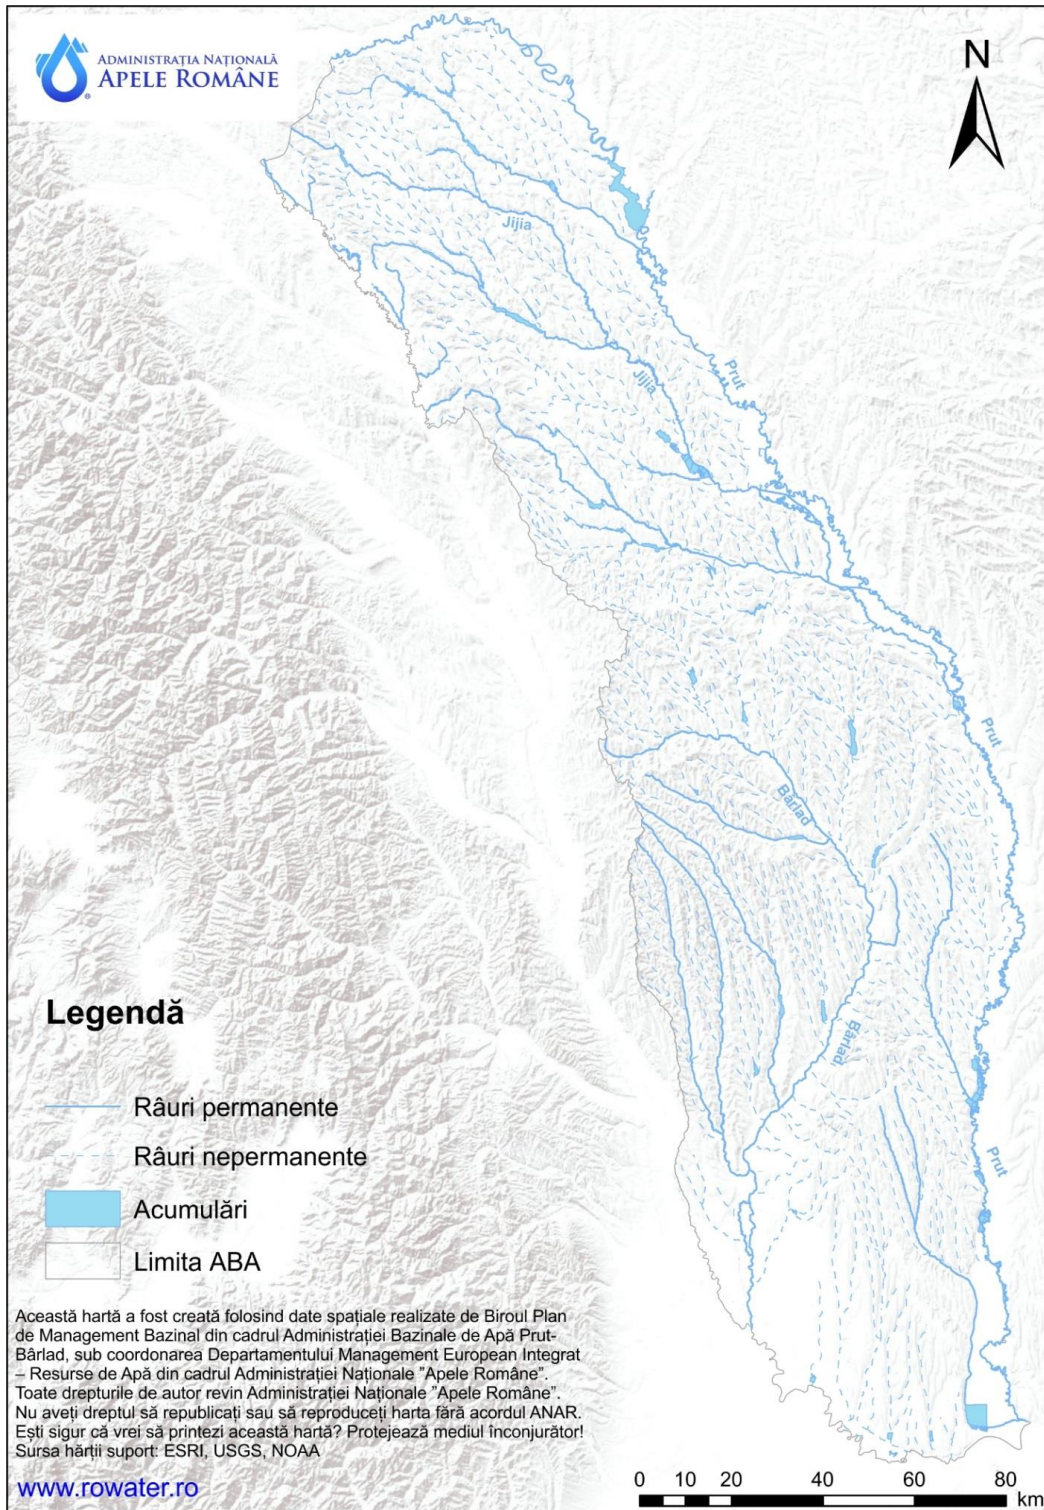 ADMINISTRAȚIA NAȚIONALĂ
APELE ROMÂNE
N
Jijia
Prut
Jijia
Prut
Bârlad
Bârlad
Prut
Legendă
Râuri permanente
Râuri nepermanente
Acumulări
Limita ABA
Această hartă a fost creată folosind date spațiale realizate de Biroul Plan
de Management Bazinal din cadrul Administrației Bazinale de Apă Prut-
Bârlad, sub coordonarea Departamentului Management European Integrat
– Resurse de Apă din cadrul Administrației Naționale "Apele Române".
Toate drepturile de autor revin Administrației Naționale "Apele Române".
Nu aveți dreptul să republicați sau să reproduceți harta fără acordul ANAR.
Ești sigur că vrei să printezi această hartă? Protejează mediul înconjurător!
Sursa hărții suport: ESRI, USGS, NOAA
www.rowater.ro
0 10 20 40 60 80
km